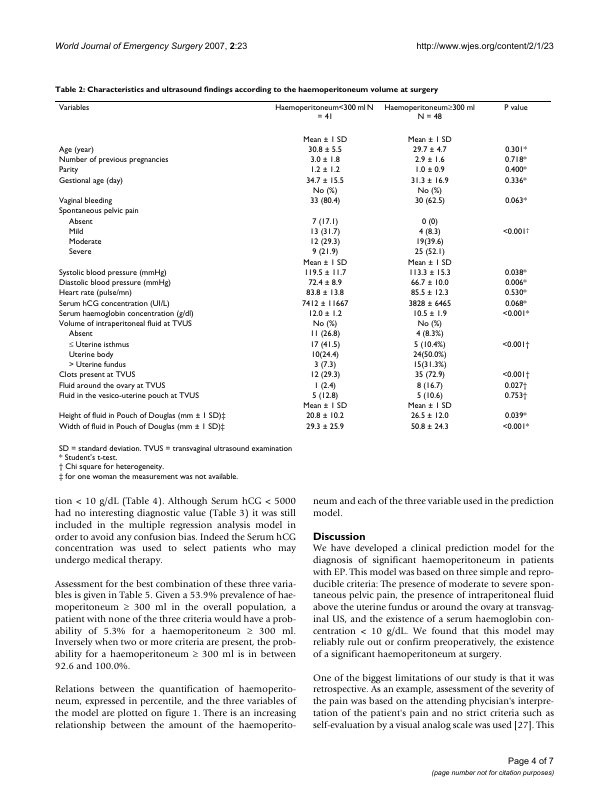 World Journal of Emergency Surgery 2007, 2:23
http://www.wjes.org/content/2/1/23
Table 2: Characteristics and ultrasound findings according to the haemoperitoneum volume at surgery
Variables Haemoperitoneum<300 ml N = 41 Haemoperitoneum≥300 ml N = 48 P value
Mean ± 1 SD Mean ± 1 SD
Age (year) 30.8 ± 5.5 29.7 ± 4.7 0.301*
Number of previous pregnancies 3.0 ± 1.8 2.9 ± 1.6 0.718*
Parity 1.2 ± 1.2 1.0 ± 0.9 0.400*
Gestional age (day) 34.7 ± 15.5 31.3 ± 16.9 0.336*
No (%) No (%)
Vaginal bleeding 33 (80.4) 30 (62.5) 0.063*
Spontaneous pelvic pain
Absent 7 (17.1) 0 (0)
Mild 13 (31.7) 4 (8.3) <0.001†
Moderate 12 (29.3) 19(39.6)
Severe 9 (21.9) 25 (52.1)
Mean ± 1 SD Mean ± 1 SD
Systolic blood pressure (mmHg) 119.5 ± 11.7 113.3 ± 15.3 0.038*
Diastolic blood pressure (mmHg) 72.4 ± 8.9 66.7 ± 10.0 0.006*
Heart rate (pulse/mn) 83.8 ± 13.8 85.5 ± 12.3 0.530*
Serum hCG concentration (UI/L) 7412 ± 11667 3828 ± 6465 0.068*
Serum haemoglobin concentration (g/dl) 12.0 ± 1.2 10.5 ± 1.9 <0.001*
Volume of intraperitoneal fluid at TVUS No (%) No (%)
Absent 11 (26.8) 4 (8.3%)
≤ Uterine isthmus 17 (41.5) 5 (10.4%) <0.001†
Uterine body 10(24.4) 24(50.0%)
> Uterine fundus 3 (7.3) 15(31.3%)
Clots present at TVUS 12 (29.3) 35 (72.9) <0.001†
Fluid around the ovary at TVUS 1 (2.4) 8 (16.7) 0.027‡
Fluid in the vesico-uterine pouch at TVUS 5 (12.8) 5 (10.6) 0.753‡
Mean ± 1 SD Mean ± 1 SD
Height of fluid in Pouch of Douglas (mm ± 1 SD)‡ 20.8 ± 10.2 26.5 ± 12.0 0.039*
Width of fluid in Pouch of Douglas (mm ± 1 SD)‡ 29.3 ± 25.9 50.8 ± 24.3 <0.001*
SD = standard deviation. TVUS = transvaginal ultrasound examination
* Student's t-test.
† Chi square for heterogeneity.
‡ for one woman the measurement was not available.
tion < 10 g/dL (Table 4). Although Serum hCG < 5000
had no interesting diagnostic value (Table 3) it was still
included in the multiple regression analysis model in
order to avoid any confusion bias. Indeed the Serum hCG
concentration was used to select patients who may
undergo medical therapy.
Assessment for the best combination of these three varia-
bles is given in Table 5. Given a 53.9% prevalence of hae-
moperitoneum ≥ 300 ml in the overall population, a
patient with none of the three criteria would have a prob-
ability of 5.3% for a haemoperitoneum ≥ 300 ml.
Inversely when two or more criteria are present, the prob-
ability for a haemoperitoneum ≥ 300 ml is in between
92.6 and 100.0%.
Relations between the quantification of haemoperito-
neum, expressed in percentile, and the three variables of
the model are plotted on figure 1. There is an increasing
relationship between the amount of the haemoperito-
neum and each of the three variable used in the prediction
model.
Discussion
We have developed a clinical prediction model for the
diagnosis of significant haemoperitoneum in patients
with EP. This model was based on three simple and repro-
ducible criteria: The presence of moderate to severe spon-
taneous pelvic pain, the presence of intraperitoneal fluid
above the uterine fundus or around the ovary at transvag-
inal US, and the existence of a serum haemoglobin con-
centration < 10 g/dL. We found that this model may
reliably rule out or confirm preoperatively, the existence
of a significant haemoperitoneum at surgery.
One of the biggest limitations of our study is that it was
retrospective. As an example, assessment of the severity of
the pain was based on the attending phycisian's interpre-
tation of the patient's pain and no strict criteria such as
self-evaluation by a visual analog scale was used [27]. This
Page 4 of 7
(page number not for citation purposes)